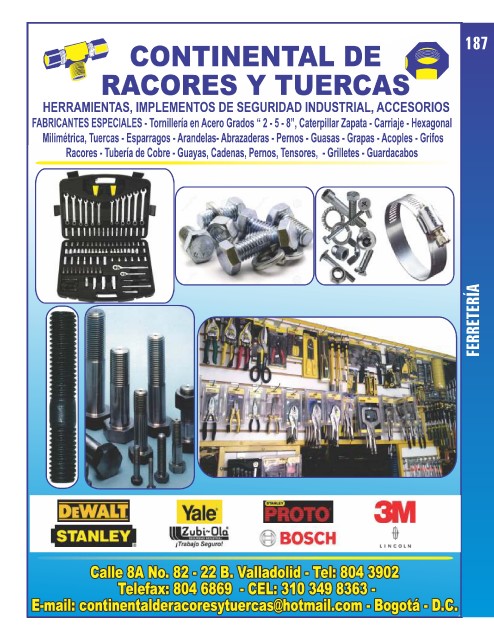 187
CONTINENTAL DE
RACORES Y TUERCAS
HERRAMIENTAS, IMPLEMENTOS DE SEGURIDAD INDUSTRIAL, ACCESORIOS
FABRICANTES ESPECIALES - Tornillería en Acero Grados “ 2 - 5 - 8”, Caterpillar Zapata - Carriaje - Hexagonal
Milimétrica, Tuercas - Esparragos - Arandelas- Abrazaderas - Pernos - Guasas - Grapas - Acoples - Grifos
Racores - Tubería de Cobre - Guayas, Cadenas, Pernos, Tensores, - Grilletes - Guardacabos
FERRETERÍA
DEWALT
Yale
STANLEY
PROTO
3M
STANLEY
Zubi-Ola
¡Trabajo Seguro!
BOSCH
LINCOLN
Calle 8A No. 82 - 22 B. Valladolid - Tel: 804 3902
Telefax: 804 6869 - CEL: 310 349 8363 -
E-mail: continentalderacoresytuercas@hotmail.com - Bogotá - D.C.